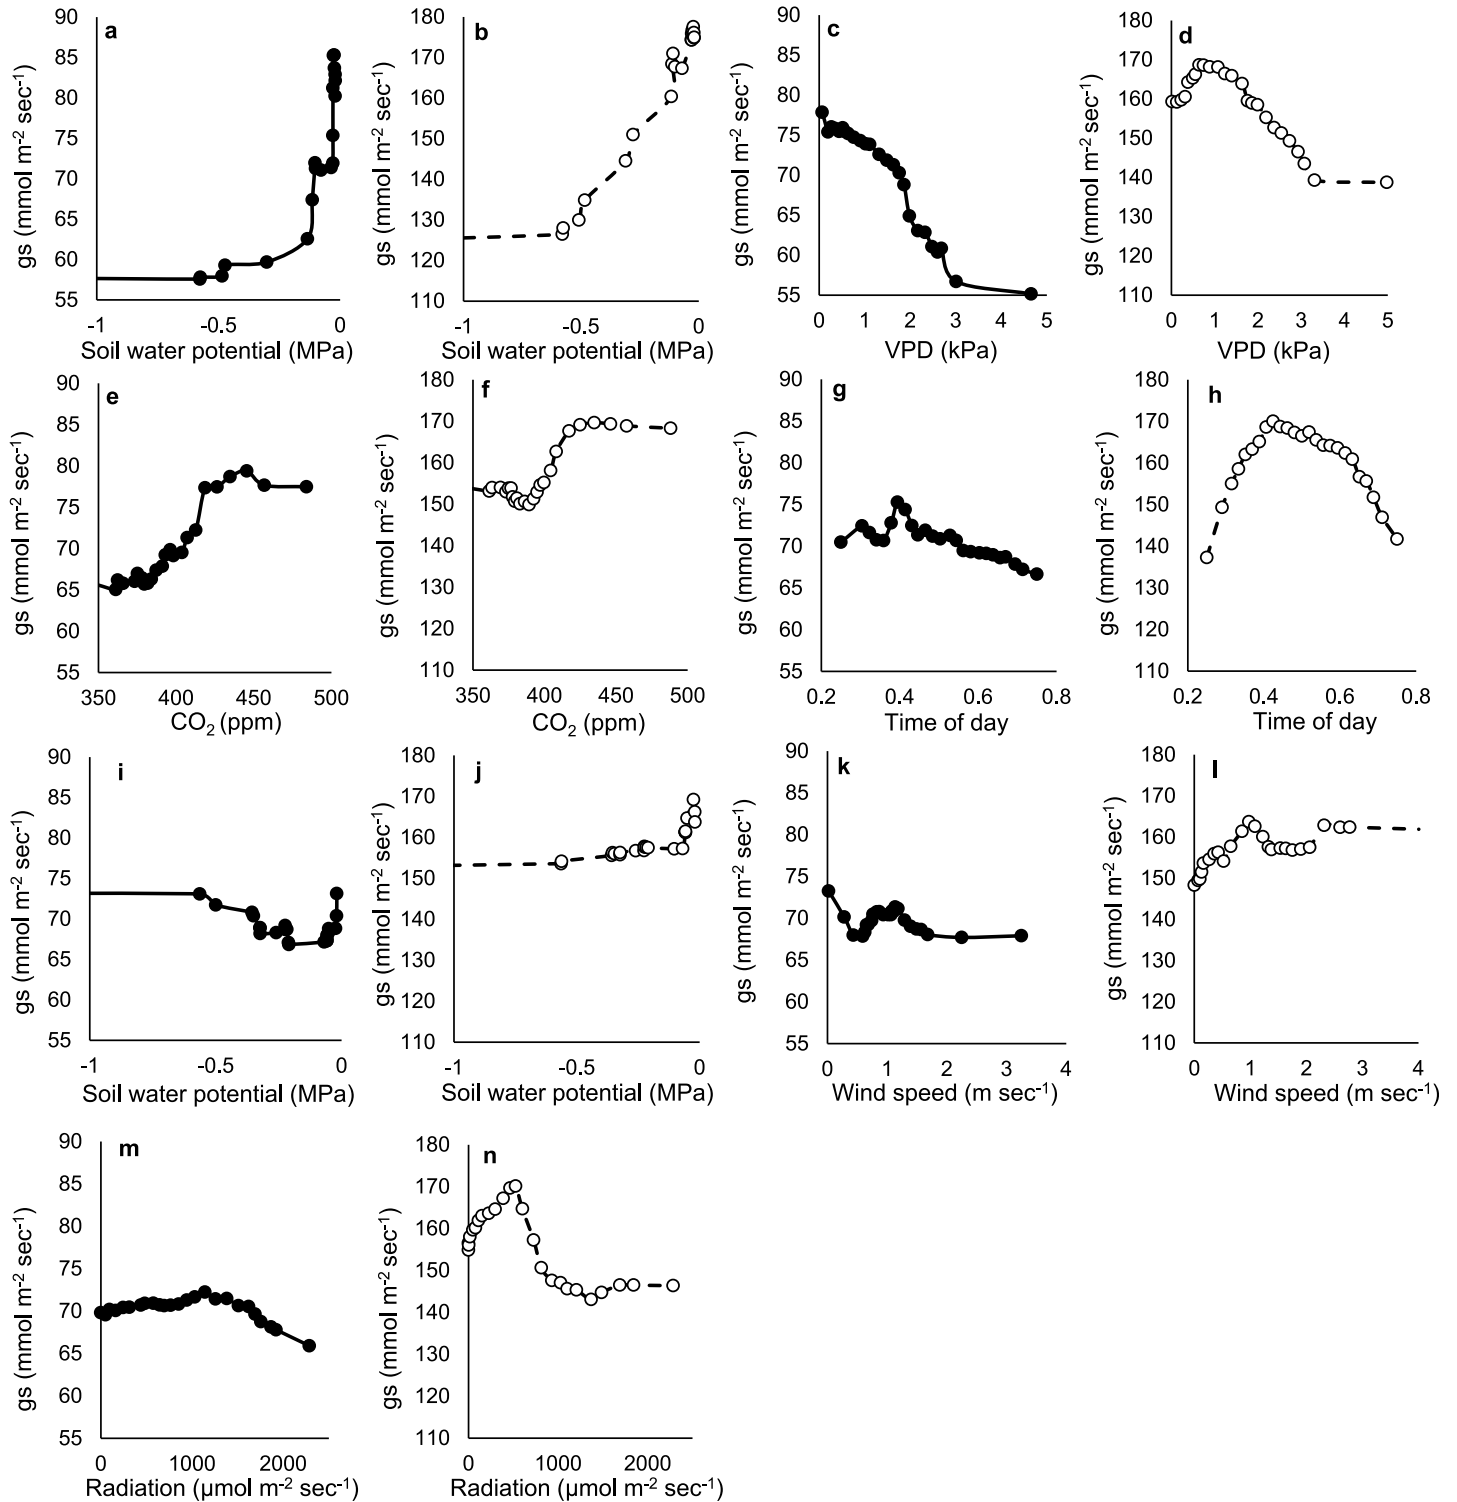 a
90
85
80
75
70
65
60
55
-1
-0.5
0
gs (mmol m-2 sec-1)
Soil water potential (MPa)
b
180
170
160
150
140
130
120
110
-1
-0.5
0
gs (mmol m-2 sec-1)
Soil water potential (MPa)
c
90
85
80
75
70
65
60
55
0 1 2 3 4 5
gs (mmol m-2 sec-1)
VPD (kPa)
d
180
170
160
150
140
130
120
110
0 1 2 3 4 5
gs (mmol m-2 sec-1)
VPD (kPa)
e
90
85
80
75
70
65
60
55
350 400 450 500
gs (mmol m-2 sec-1)
CO2 (ppm)
f
180
170
160
150
140
130
120
110
350 400 450 500
gs (mmol m-2 sec-1)
CO2 (ppm)
g
90
85
80
75
70
65
60
55
0.2 0.4 0.6 0.8
gs (mmol m-2 sec-1)
Time of day
h
180
170
160
150
140
130
120
110
0.2 0.4 0.6 0.8
gs (mmol m-2 sec-1)
Time of day
i
90
85
80
75
70
65
60
55
-1 -0.5 0
gs (mmol m-2 sec-1)
Soil water potential (MPa)
j
180
170
160
150
140
130
120
110
-1 -0.5 0
gs (mmol m-2 sec-1)
Soil water potential (MPa)
k
90
85
80
75
70
65
60
55
0 1 2 3 4
gs (mmol m-2 sec-1)
Wind speed (m sec-1)
l
180
170
160
150
140
130
120
110
0 1 2 3 4
gs (mmol m-2 sec-1)
Wind speed (m sec-1)
m
90
85
80
75
70
65
60
55
0 1000 2000
gs (mmol m-2 sec-1)
Radiation (µmol m-2 sec-1)
n
180
170
160
150
140
130
120
110
0 1000 2000
gs (mmol m-2 sec-1)
Radiation (µmol m-2 sec-1)